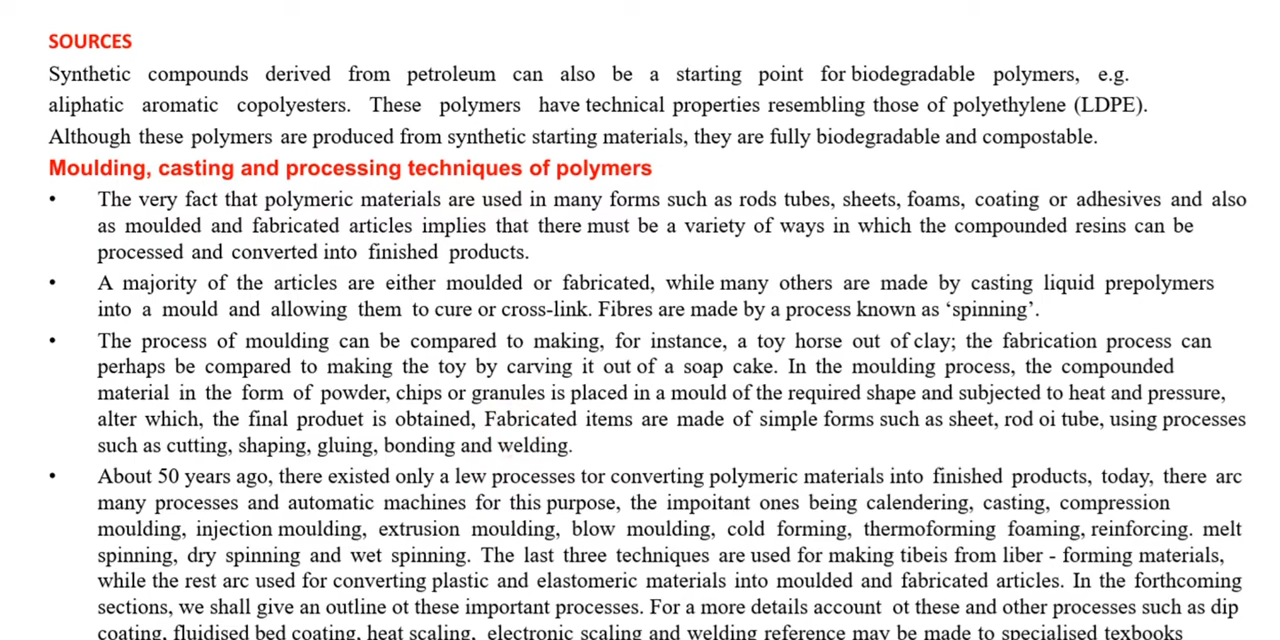 SOURCES
Synthetic compounds derived from petroleum can also be a starting point for biodegradable polymers, e.g.
aliphatic aromatic copolyesters. These polymers have technical properties resembling those of polyethylene (LDPE).
Although these polymers are produced from synthetic starting materials, they are fully biodegradable and compostable.
Moulding, casting and processing techniques of polymers
• The very fact that polymeric materials are used in many forms such as rods tubes, sheets, foams, coating or adhesives and also
as moulded and fabricated articles implies that there must be a variety of ways in which the compounded resins can be
processed and converted into finished products.
• A majority of the articles are either moulded or fabricated, while many others are made by casting liquid prepolymers
into a mould and allowing them to cure or cross-link. Fibres are made by a process known as ‘spinning’.
• The process of moulding can be compared to making, for instance, a toy horse out of clay; the fabrication process can
perhaps be compared to making the toy by carving it out of a soap cake. In the moulding process, the compounded
material in the form of powder, chips or granules is placed in a mould of the required shape and subjected to heat and pressure,
alter which, the final produet is obtained, Fabricated items are made of simple forms such as sheet, rod oi tube, using processes
such as cutting, shaping, gluing, bonding and welding.
• About 50 years ago, there existed only a lew processes tor converting polymeric materials into finished products, today, there arc
many processes and automatic machines for this purpose, the impoitant ones being calendering, casting, compression
moulding, injection moulding, extrusion moulding, blow moulding, cold forming, thermoforming foaming, reinforcing. melt
spinning, dry spinning and wet spinning. The last three techniques are used for making tibeis from liber - forming materials,
while the rest arc used for converting plastic and elastomeric materials into moulded and fabricated articles. In the forthcoming
sections, we shall give an outline ot these important processes. For a more details account ot these and other processes such as dip
coating, fluidised bed coating, heat scaling, electronic scaling and welding reference may be made to specialised texbooks